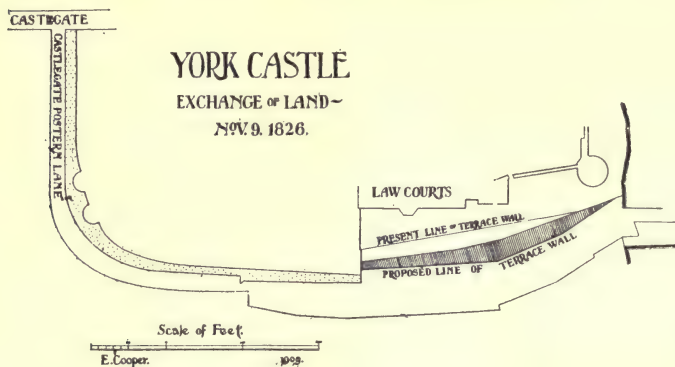 CASTLEGATE
YORK CASTLE
EXCHANGE OF LAND~
NOV. 9. 1826.
CASTLEGATE POSTERN LANE
LAW COURTS
PRESENT LINE OF TERRACE WALL
PROPOSED LINE OF TERRACE WALL
Scale of Feet.
E. Cooper.